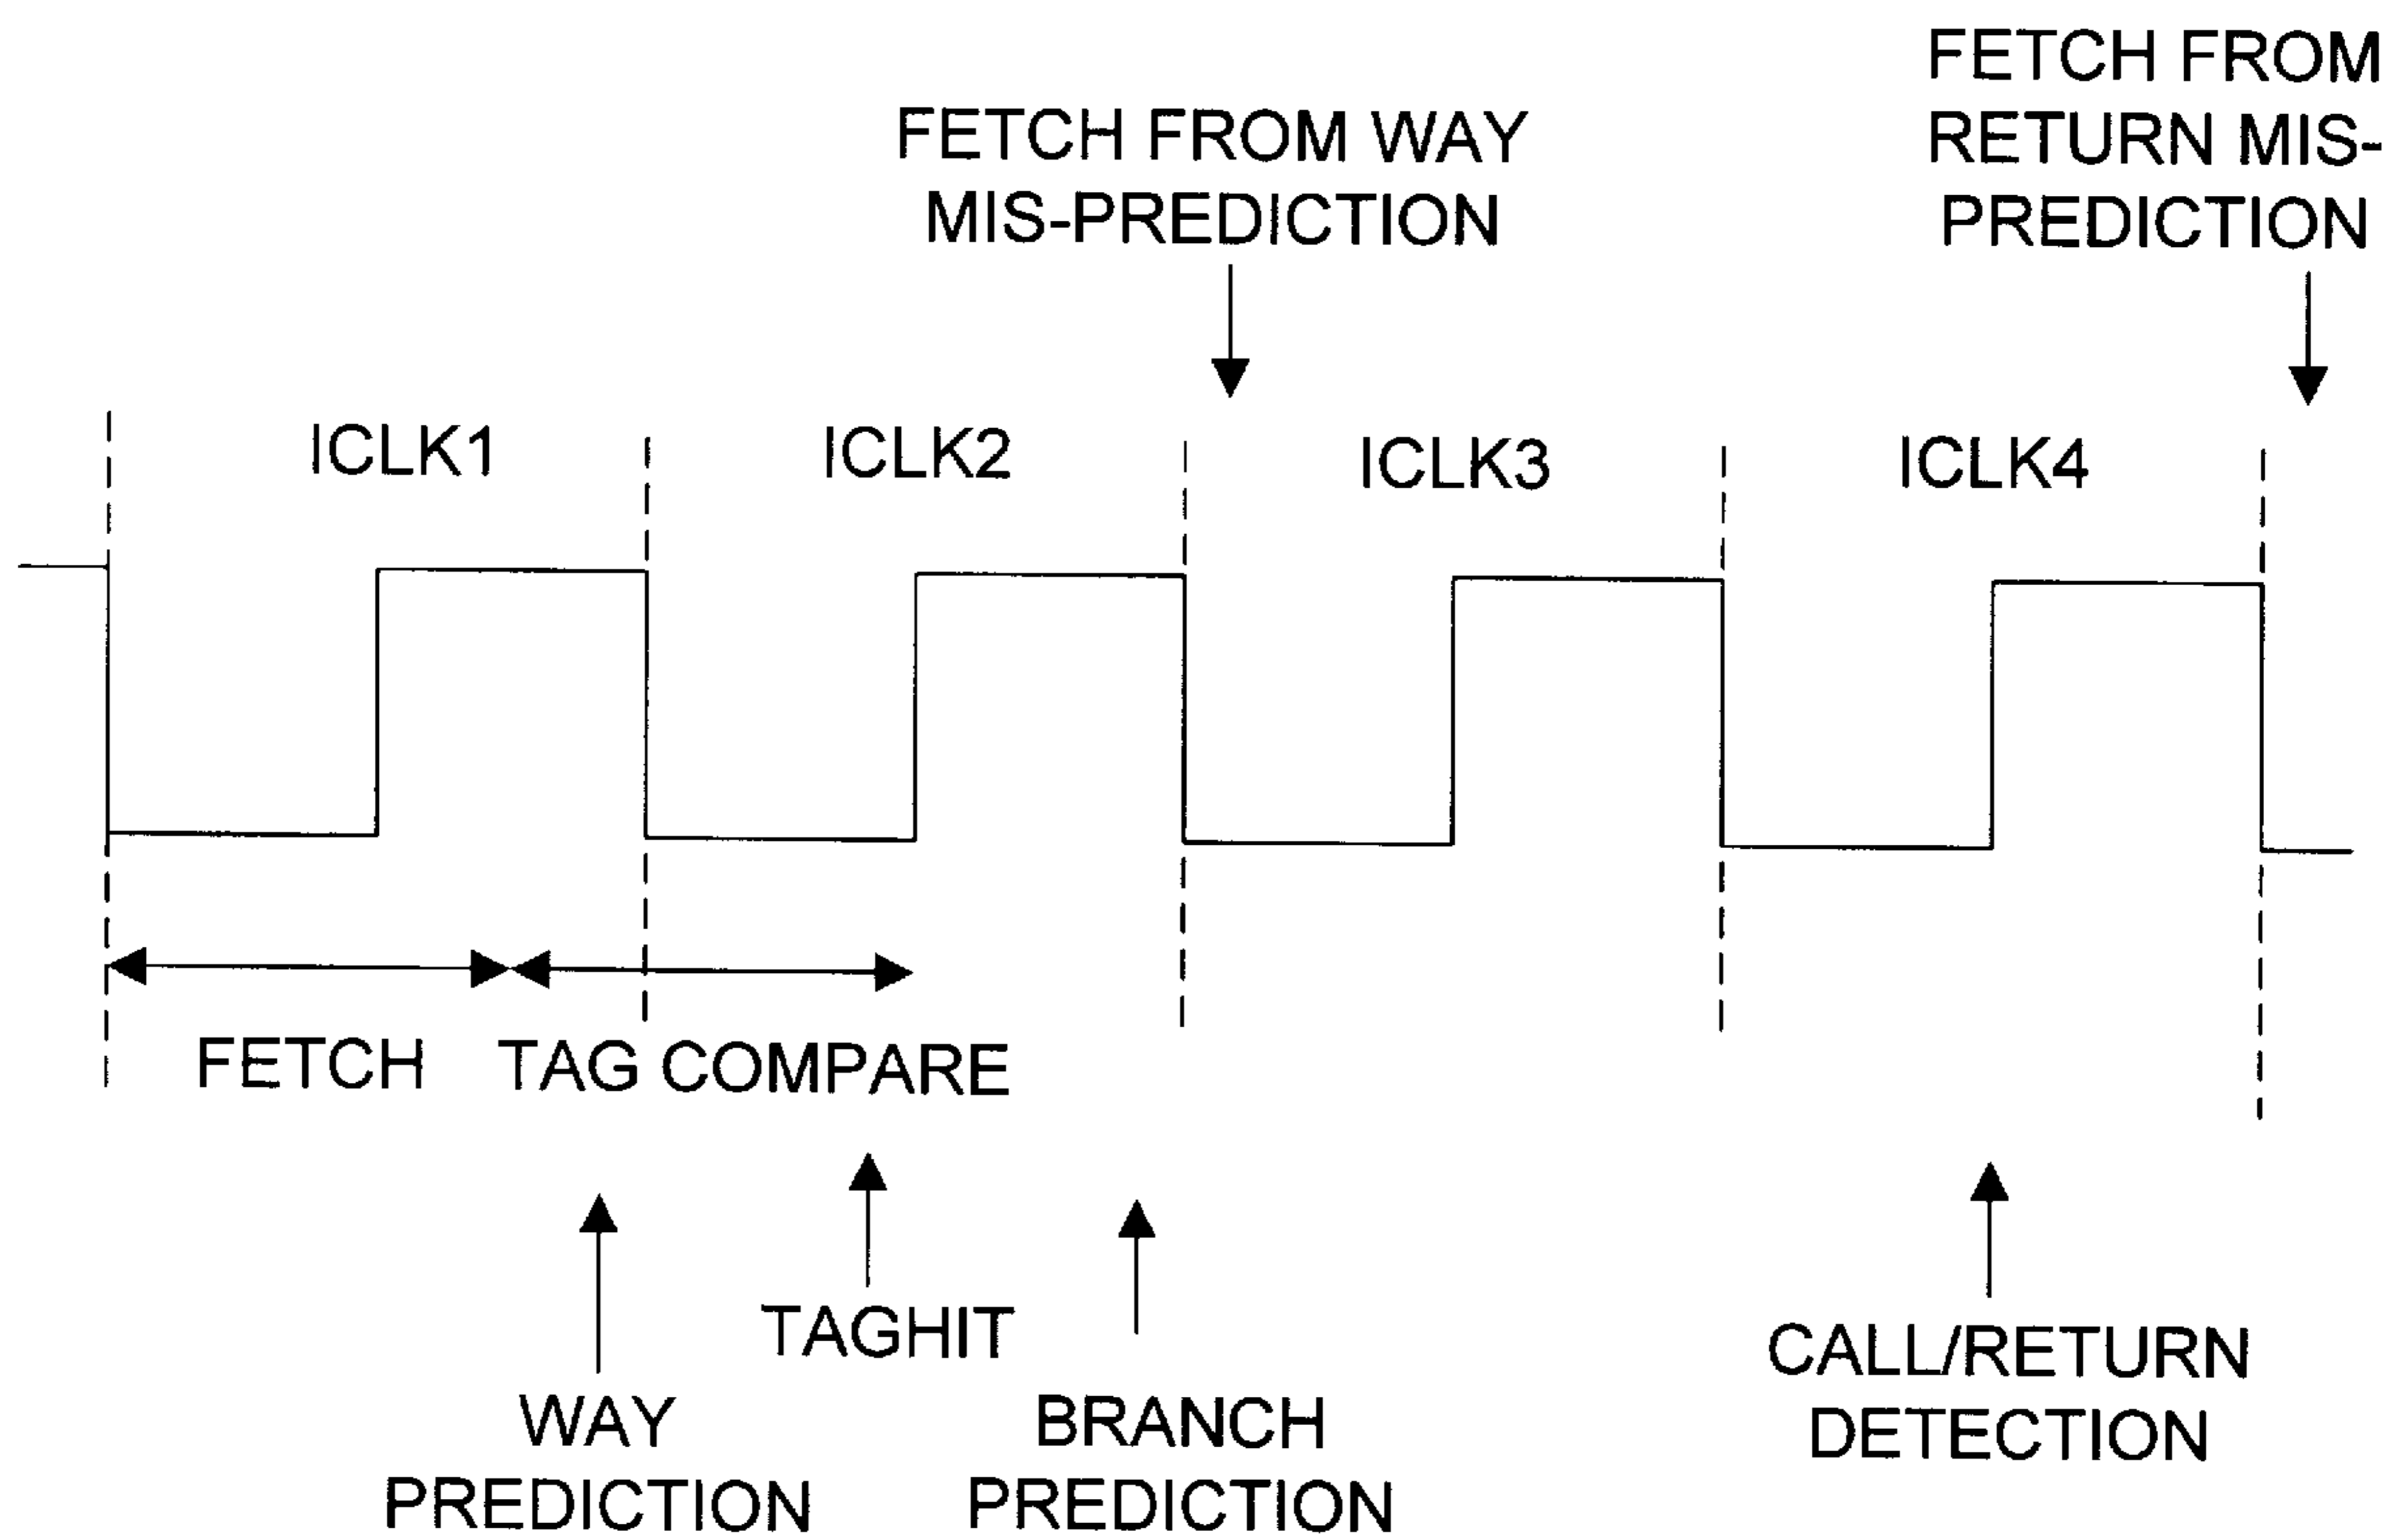 FETCH FROM
RETURN MIS-
PREDICTION
FETCH FROM WAY
MIS-PREDICTION
ICLK1
ICLK2
ICLK3
ICLK4
FETCH
TAG COMPARE
WAY
PREDICTION
TAGHIT
BRANCH
PREDICTION
CALL/RETURN
DETECTION